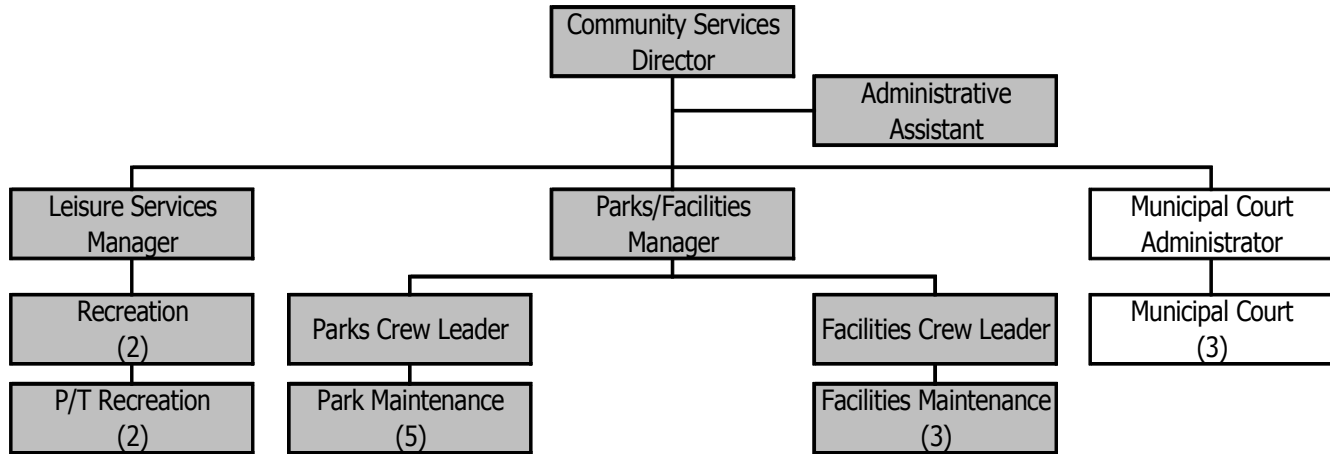 Community Services
Director
Administrative
Assistant
Leisure Services
Manager
Parks/Facilities
Manager
Municipal Court
Administrator
Recreation
(2)
Parks Crew Leader
Facilities Crew Leader
Municipal Court
(3)
P/T Recreation
(2)
Park Maintenance
(5)
Facilities Maintenance
(3)